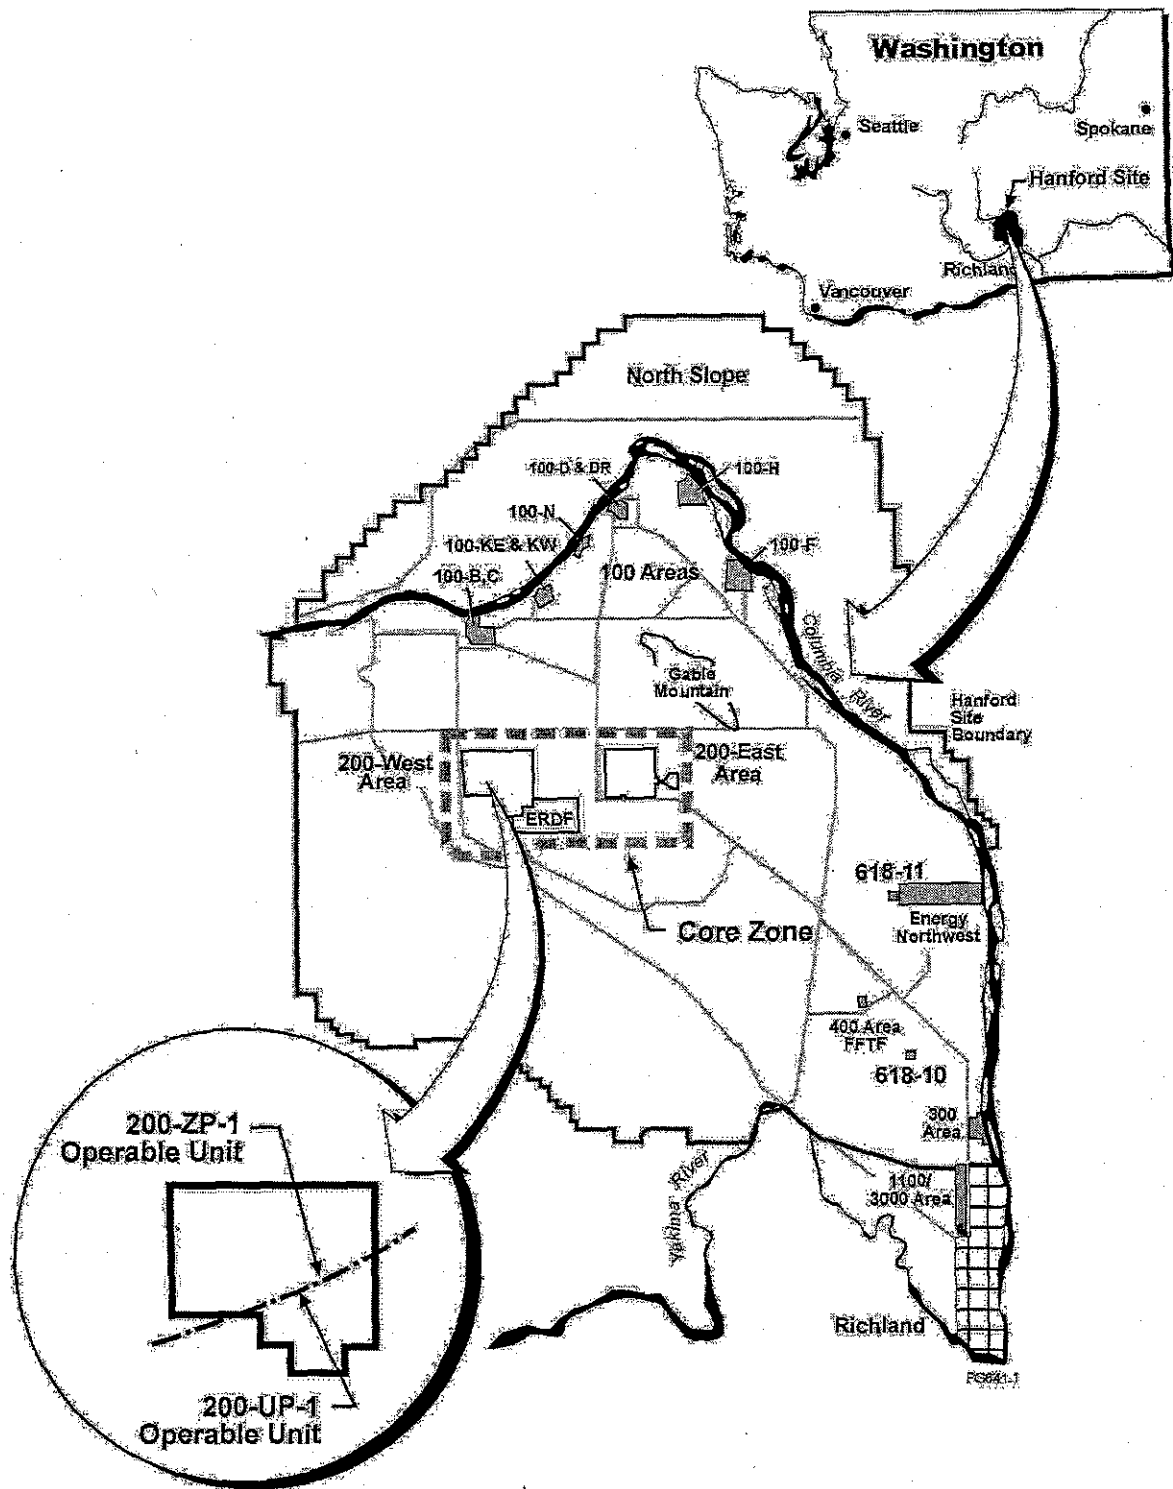 Washington
Seattle
Spokane
Hanford Site
Richland
Vancouver
North Slope
100-D & DR
100-H
100-N
100-KE & KW
100-F
100-B,C
100 Areas
Columbia River
Gable
Mountain
Hanford
Site
Boundary
200-West
Area
200-East
Area
ERDF
618-11
Energy
Northwest
Core Zone
400 Area
FFTF
618-10
300
Area
200-ZP-1
Operable Unit
1100/
3000 Area
Yakima River
Richland
200-UP-1
Operable Unit